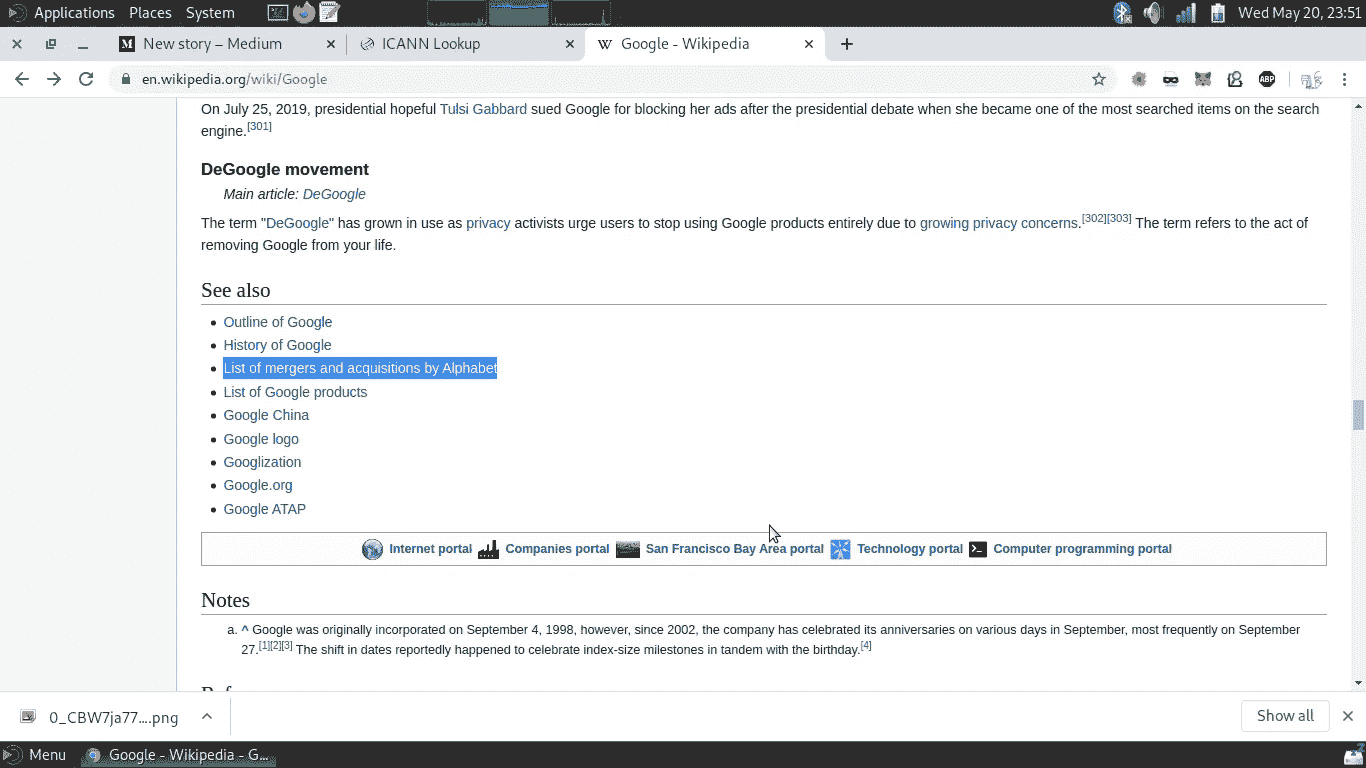 Applications Places System Wed May 20, 23:51
New story – Medium ICANN Lookup W Google - Wikipedia
en.wikipedia.org/wiki/Google ABP
On July 25, 2019, presidential hopeful Tulsi Gabbard sued Google for blocking her ads after the presidential debate when she became one of the most searched items on the search
engine.[301]
DeGoogle movement
Main article: DeGoogle
The term "DeGoogle" has grown in use as privacy activists urge users to stop using Google products entirely due to growing privacy concerns.[302][303] The term refers to the act of
removing Google from your life.
See also
Outline of Google
History of Google
List of mergers and acquisitions by Alphabet
List of Google products
Google China
Google logo
Googlization
Google.org
Google ATAP
Internet portal Companies portal San Francisco Bay Area portal Technology portal Computer programming portal
Notes
a. ^ Google was originally incorporated on September 4, 1998, however, since 2002, the company has celebrated its anniversaries on various days in September, most frequently on September
27.[1][2][3] The shift in dates reportedly happened to celebrate index-size milestones in tandem with the birthday.[4]
0_CBW7ja77....png Show all
Menu Google - Wikipedia - G...